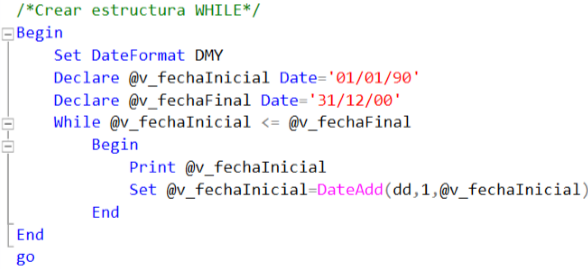 /*Crear estructura WHILE*/
Begin
Set DateFormat DMY
Declare @v_fechaInicial Date='01/01/90'
Declare @v_fechaFinal Date='31/12/00'
While @v_fechaInicial <= @v_fechaFinal
Begin
Print @v_fechaInicial
Set @v_fechaInicial=DateAdd(dd,1,@v_fechaInicial)
End
End
go